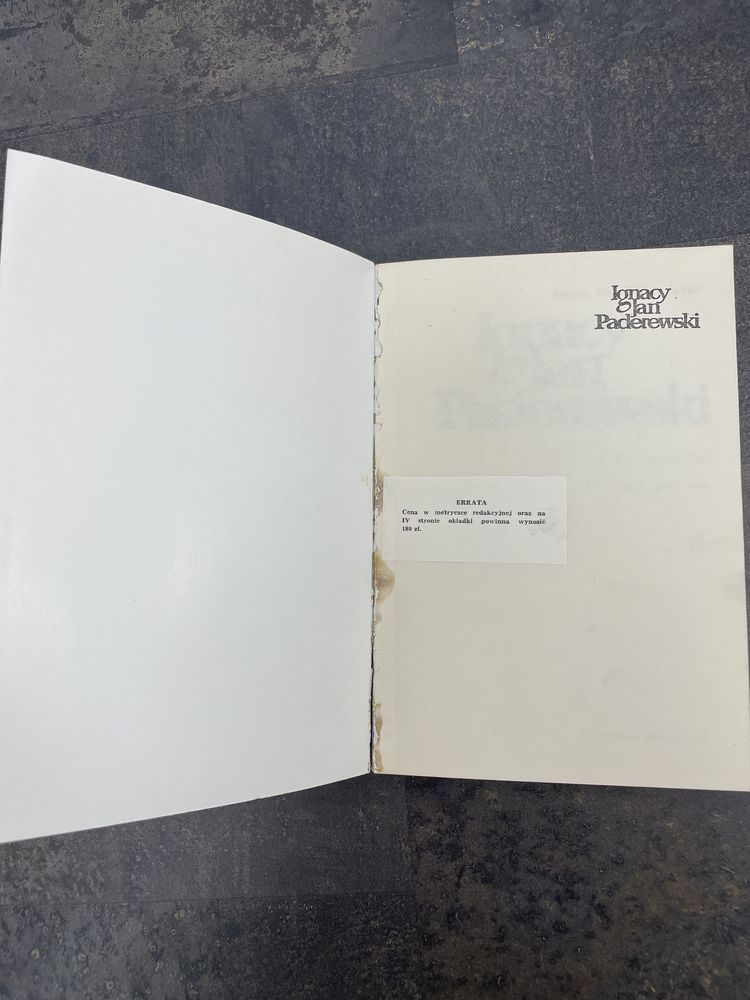 Ignacy
Jan
Paderewski
ERRATA
Cena w metryczce redakcyjnej oraz na
IV stronie okładki powinna wynosić
180 zł.